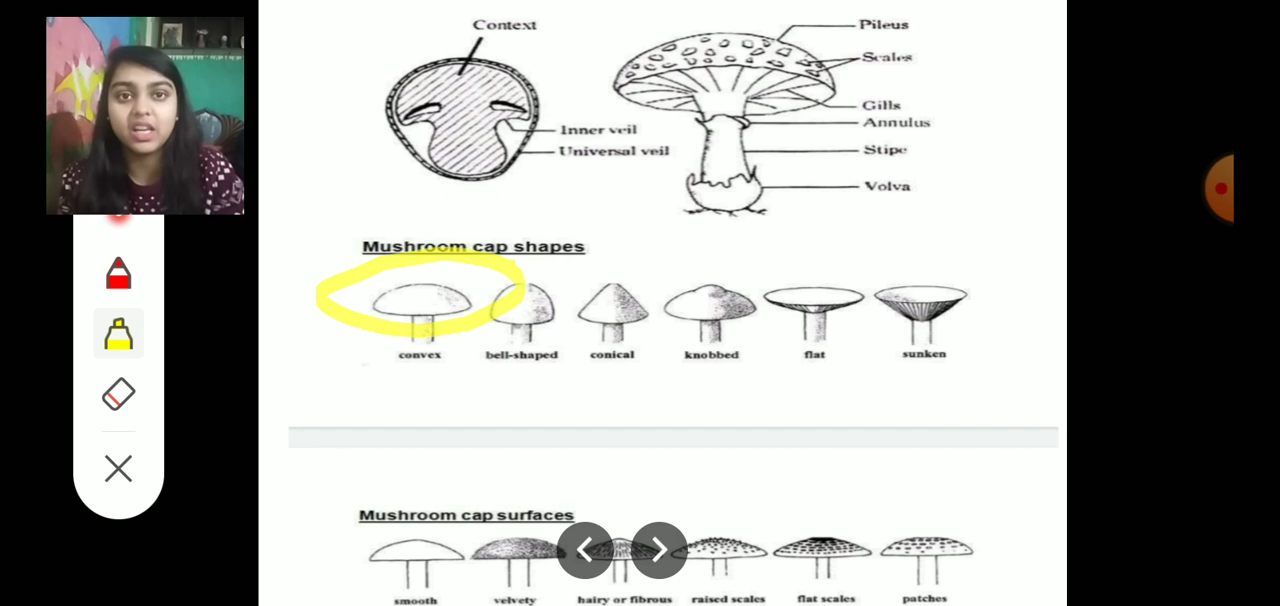 Context
Pileus
Scales
Gills
Annulus
Inner veil
Universal veil
Stipe
Volva
Mushroom cap shapes
convex bell-shaped conical knobbed flat sunken
Mushroom cap surfaces
smooth velvety hairy or fibrous raised scales flat scales patches